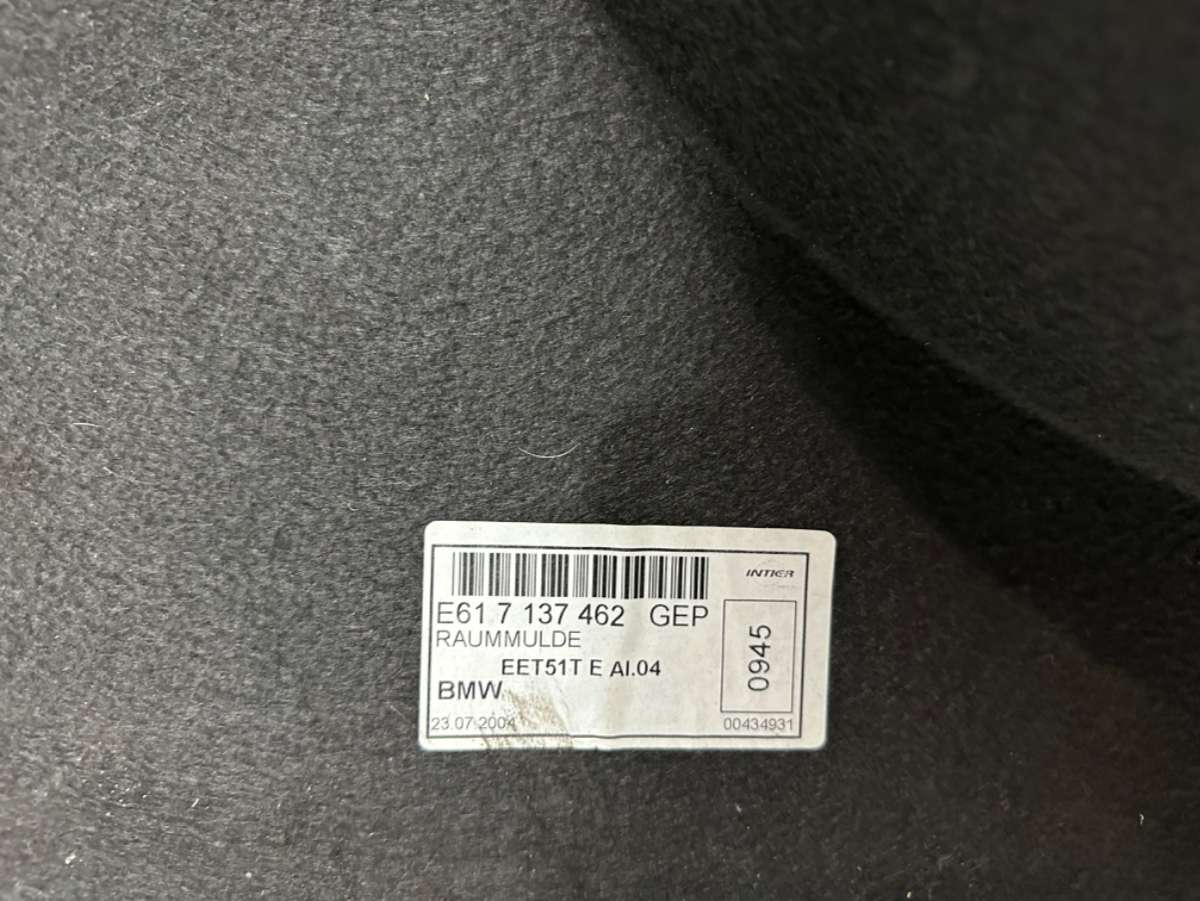 INTIER
E61 7 137 462 GEP
RAUMMULDE
EET51T E AI.04
BMW
0945
23.07.2004
00434931